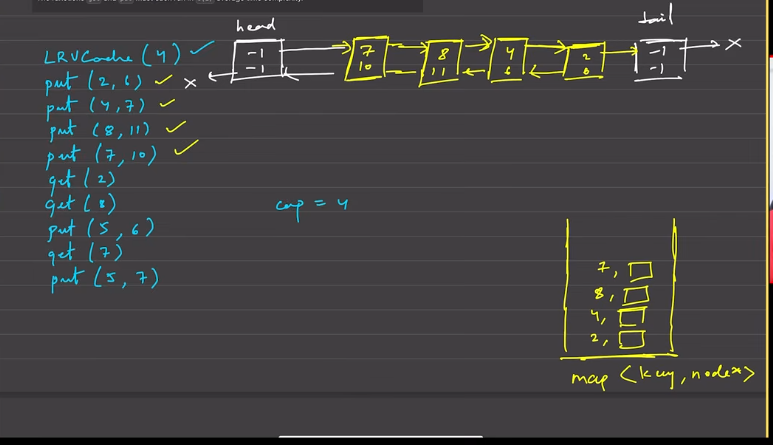 head
tail
-1
-1
7
10
8
11
4
6
2
-1
-1
x
x
LRUCache (4)
put (2, 6)
put (4, 7)
put (8, 11)
put (7, 10)
get (2)
get (8)
put (5, 6)
get (7)
put (5, 7)
cap = 4
7,
8,
4,
2,
map <key, node*>